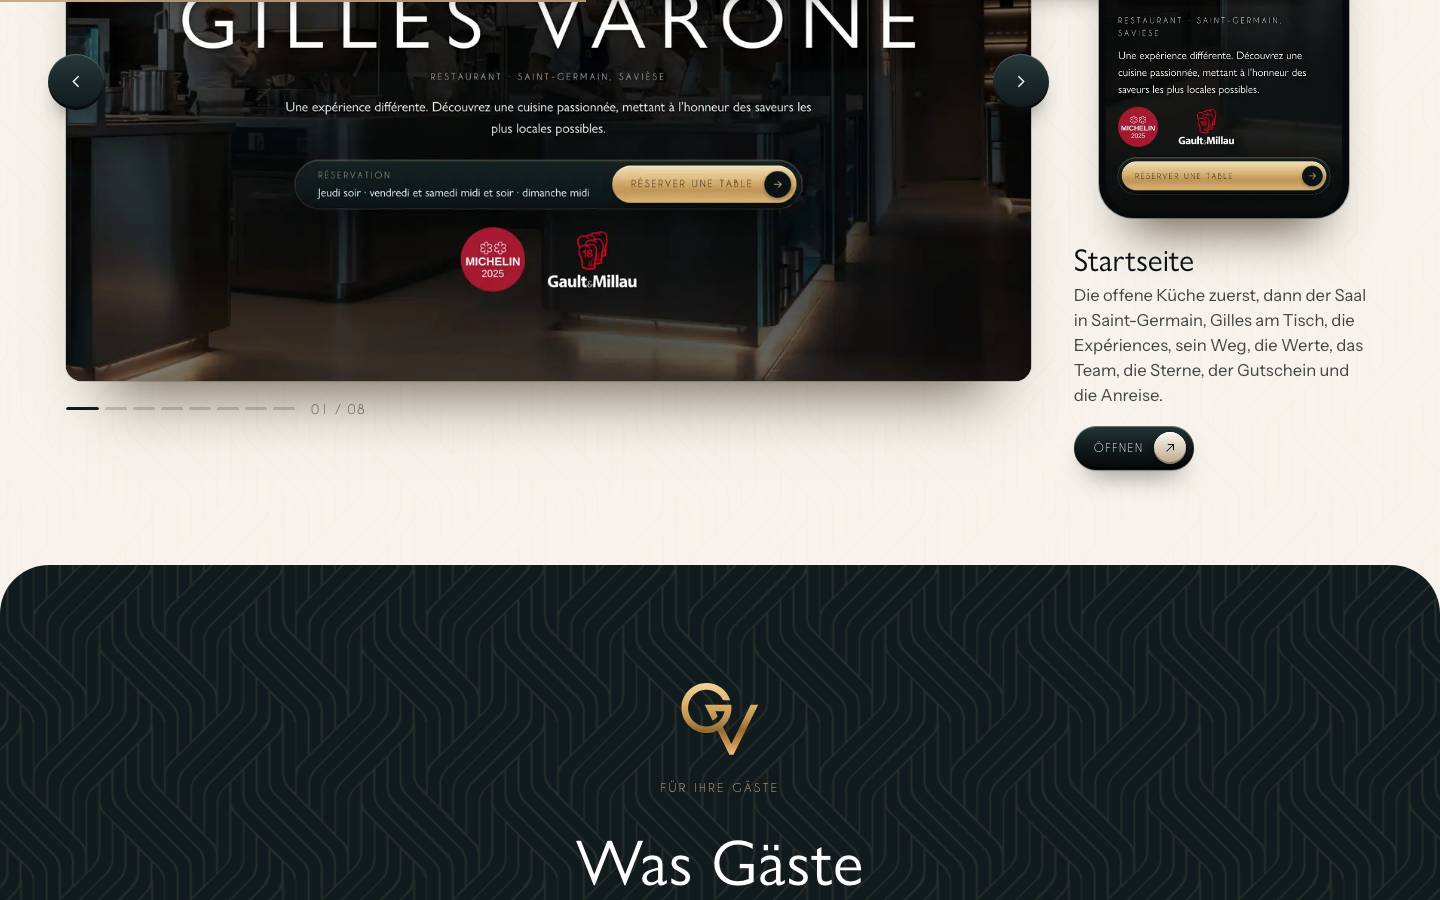 GILLES VARONE
RESTAURANT · SAINT-GERMAIN, SAVIÈSE
Une expérience différente. Découvrez une cuisine passionnée, mettant à l'honneur des saveurs les
plus locales possibles.
RÉSERVATION
Jeudi soir · vendredi et samedi midi et soir · dimanche midi
RÉSERVER UNE TABLE
MICHELIN
2025
18
Gault&Millau
01 / 08
RESTAURANT · SAINT-GERMAIN,
SAVIÈSE
Une expérience différente. Découvrez une
cuisine passionnée, mettant à l'honneur des
saveurs les plus locales possibles.
MICHELIN
2025
18
Gault&Millau
RÉSERVER UNE TABLE
Startseite
Die offene Küche zuerst, dann der Saal
in Saint-Germain, Gilles am Tisch, die
Expériences, sein Weg, die Werte, das
Team, die Sterne, der Gutschein und
die Anreise.
ÖFFNEN
GV
FÜR IHRE GÄSTE
Was Gäste